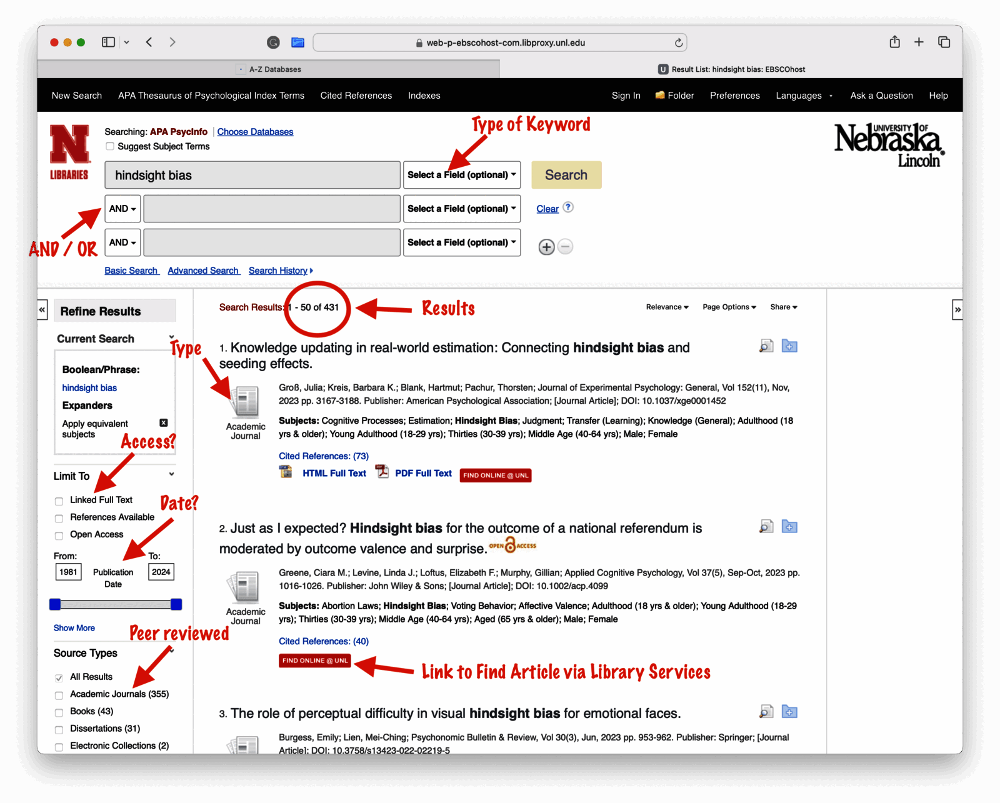 web-p-ebscohost-com.libproxy.unl.edu
A-Z Databases
U Result List: hindsight bias: EBSCOhost
New Search APA Thesaurus of Psychological Index Terms Cited References Indexes Sign In Folder Preferences Languages Ask a Question Help
Type of Keyword
N
LIBRARIES
Searching: APA PsycInfo Choose Databases
Suggest Subject Terms
UNIVERSITY OF
Nebraska
Lincoln
hindsight bias Select a Field (optional) Search
AND Select a Field (optional) Clear ?
AND / OR
AND Select a Field (optional)
Basic Search Advanced Search Search History
« Refine Results
Search Results: 1 - 50 of 431 Results Relevance Page Options Share »
Current Search
Boolean/Phrase:
hindsight bias
Expanders
Apply equivalent
subjects
Access?
Limit To
Linked Full Text
References Available
Open Access
Date?
From: To:
1981 Publication 2024
Date
Show More
Peer reviewed
Source Types
All Results
Academic Journals (355)
Books (43)
Dissertations (31)
Electronic Collections (2)
Type
1. Knowledge updating in real-world estimation: Connecting hindsight bias and
seeding effects.
Academic
Journal
Groß, Julia; Kreis, Barbara K.; Blank, Hartmut; Pachur, Thorsten; Journal of Experimental Psychology: General, Vol 152(11), Nov,
2023 pp. 3167-3188. Publisher: American Psychological Association; [Journal Article]; DOI: 10.1037/xge0001452
Subjects: Cognitive Processes; Estimation; Hindsight Bias; Judgment; Transfer (Learning); Knowledge (General); Adulthood (18
yrs & older); Young Adulthood (18-29 yrs); Thirties (30-39 yrs); Middle Age (40-64 yrs); Male; Female
Cited References: (73)
HTML Full Text PDF Full Text FIND ONLINE @ UNL
2. Just as I expected? Hindsight bias for the outcome of a national referendum is
moderated by outcome valence and surprise. OPEN ACCESS
Academic
Journal
Greene, Ciara M.; Levine, Linda J.; Loftus, Elizabeth F.; Murphy, Gillian; Applied Cognitive Psychology, Vol 37(5), Sep-Oct, 2023 pp.
1016-1026. Publisher: John Wiley & Sons; [Journal Article]; DOI: 10.1002/acp.4099
Subjects: Abortion Laws; Hindsight Bias; Voting Behavior; Affective Valence; Adulthood (18 yrs & older); Young Adulthood (18-29
yrs); Thirties (30-39 yrs); Middle Age (40-64 yrs); Aged (65 yrs & older); Male; Female
Cited References: (40)
FIND ONLINE @ UNL Link to Find Article via Library Services
3. The role of perceptual difficulty in visual hindsight bias for emotional faces.
Burgess, Emily; Lien, Mei-Ching; Psychonomic Bulletin & Review, Vol 30(3), Jun, 2023 pp. 953-962. Publisher: Springer; [Journal
Article]; DOI: 10.3758/s13423-022-02219-5